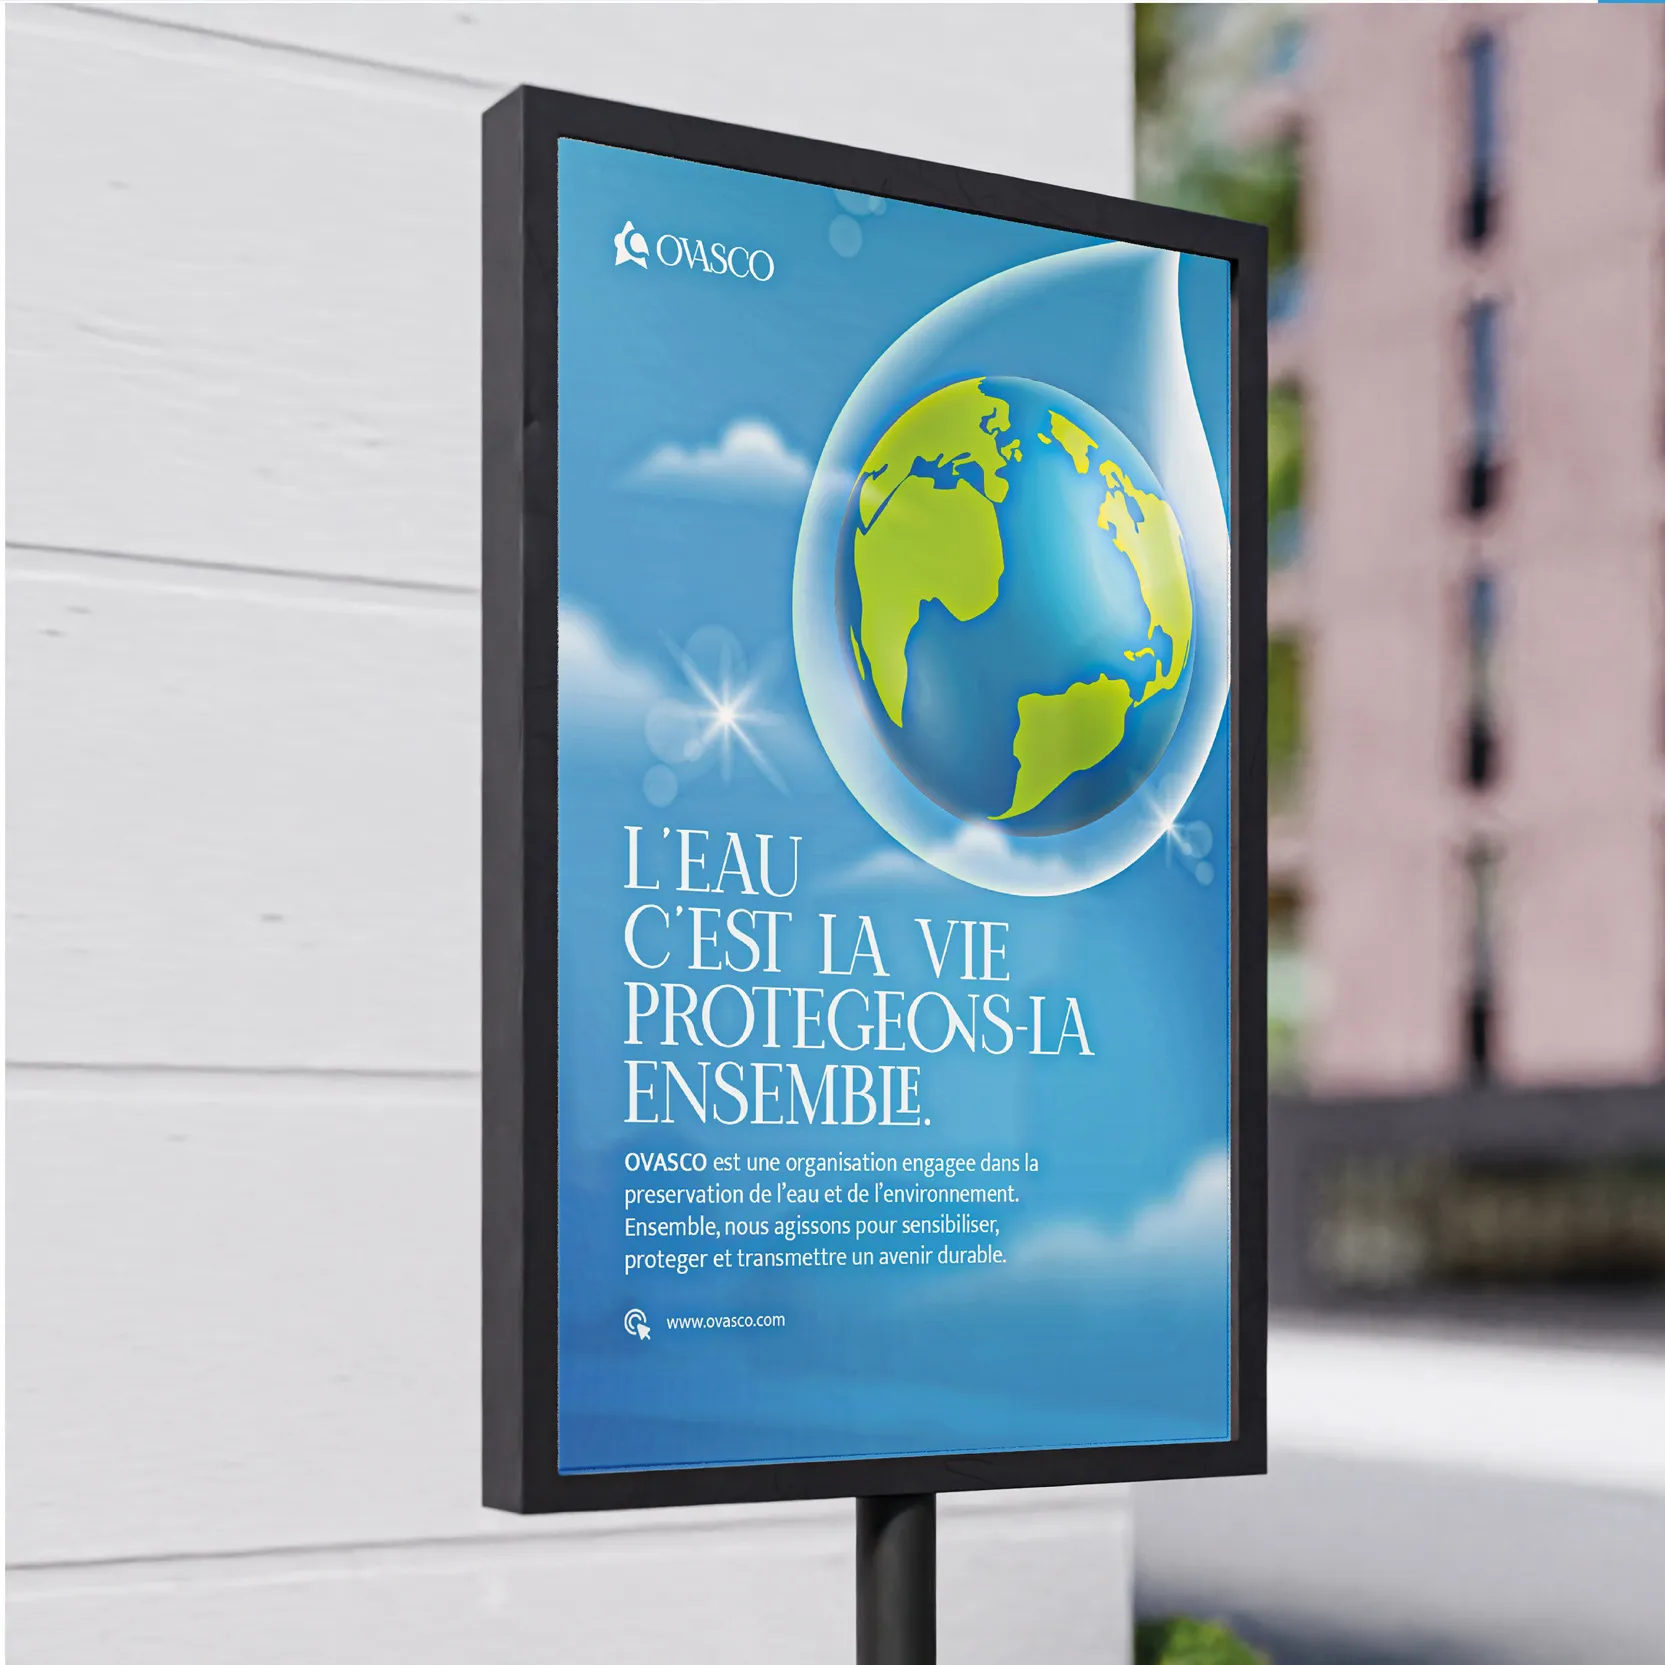 OVASCO
L'EAU
C'EST LA VIE
PROTEGEONS-LA
ENSEMBLE.
OVASCO est une organisation engagee dans la
preservation de l'eau et de l'environnement.
Ensemble, nous agissons pour sensibiliser,
proteger et transmettre un avenir durable.
www.ovasco.com